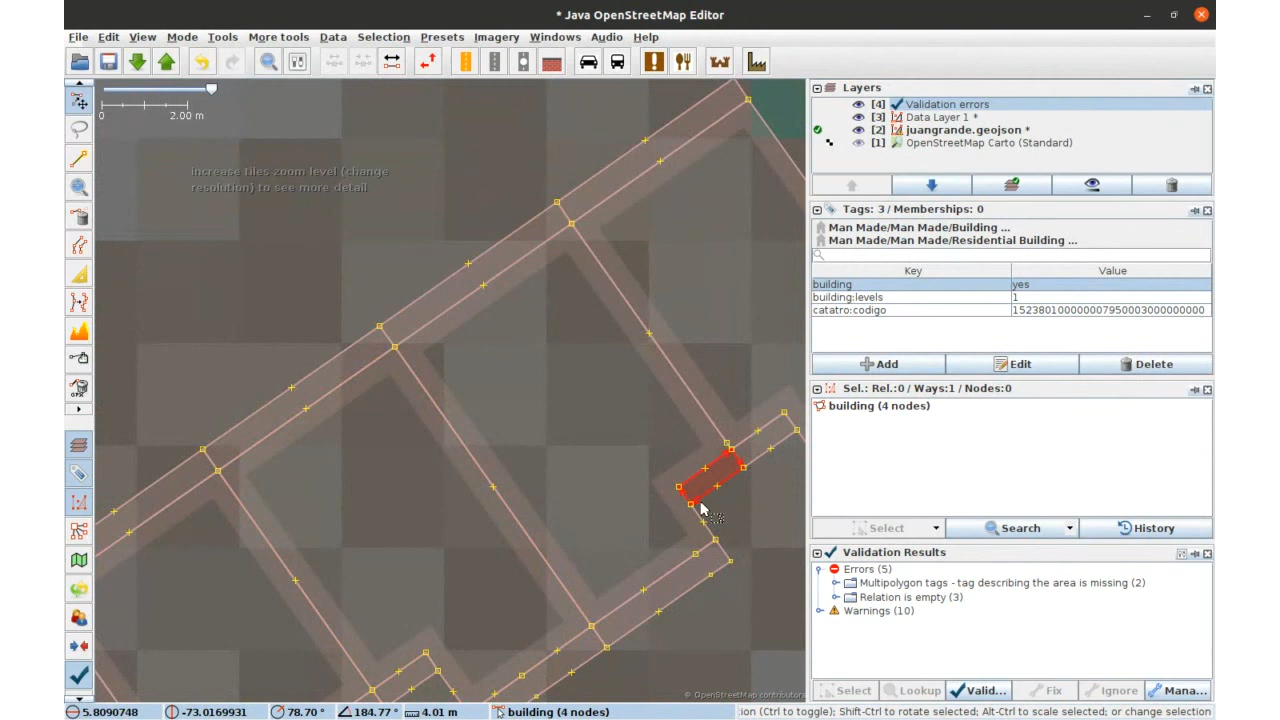 * Java OpenStreetMap Editor
File Edit View Mode Tools More tools Data Selection Presets Imagery Windows Audio Help
0 2.00 m
increase tiles zoom level (change
resolution) to see more detail
Layers
[4] Validation errors
[3] Data Layer 1 *
[2] juangrande.geojson *
[1] OpenStreetMap Carto (Standard)
Tags: 3 / Memberships: 0
Man Made/Man Made/Building ...
Man Made/Man Made/Residential Building ...
Key Value
building yes
building:levels 1
catatro:codigo 152380100000007950003000000000
Add Edit Delete
Sel.: Rel.:0 / Ways:1 / Nodes:0
building (4 nodes)
Select Search History
Validation Results
Errors (5)
Multipolygon tags - tag describing the area is missing (2)
Relation is empty (3)
Warnings (10)
© OpenStreetMap contributors
Select Lookup Valid... Fix Ignore Mana...
5.8090748 -73.0169931 78.70 ° 184.77° 4.01 m building (4 nodes) :ion (Ctrl to toggle); Shift-Ctrl to rotate selected; Alt-Ctrl to scale selected; or change selection